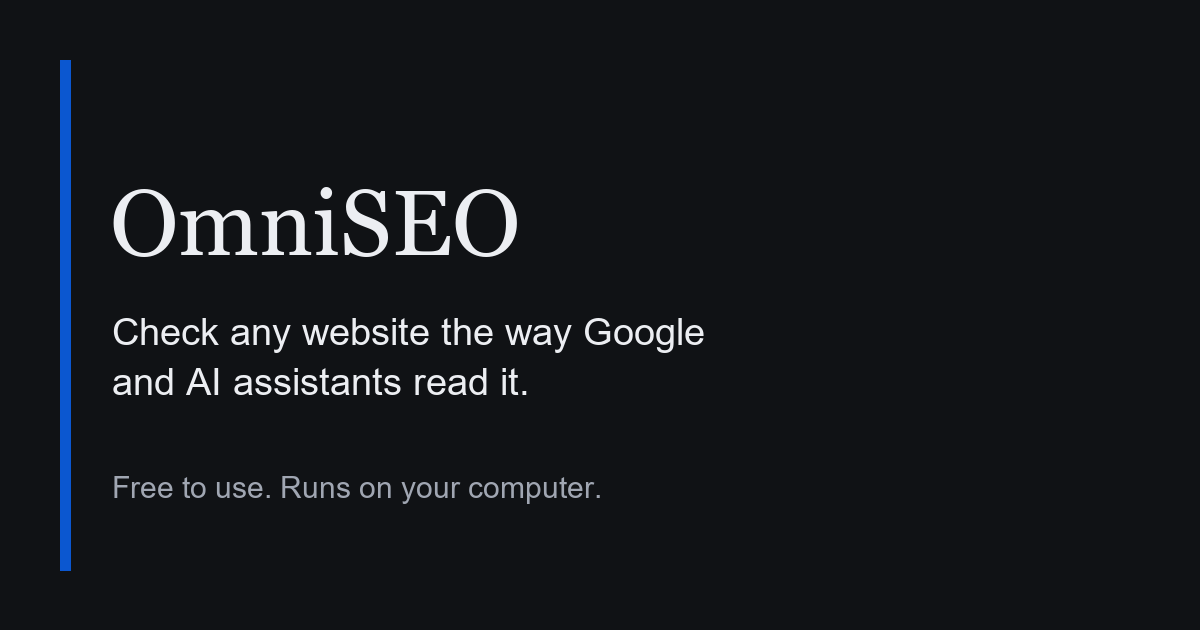 OmniSEO
Check any website the way Google
and AI assistants read it.
Free to use. Runs on your computer.